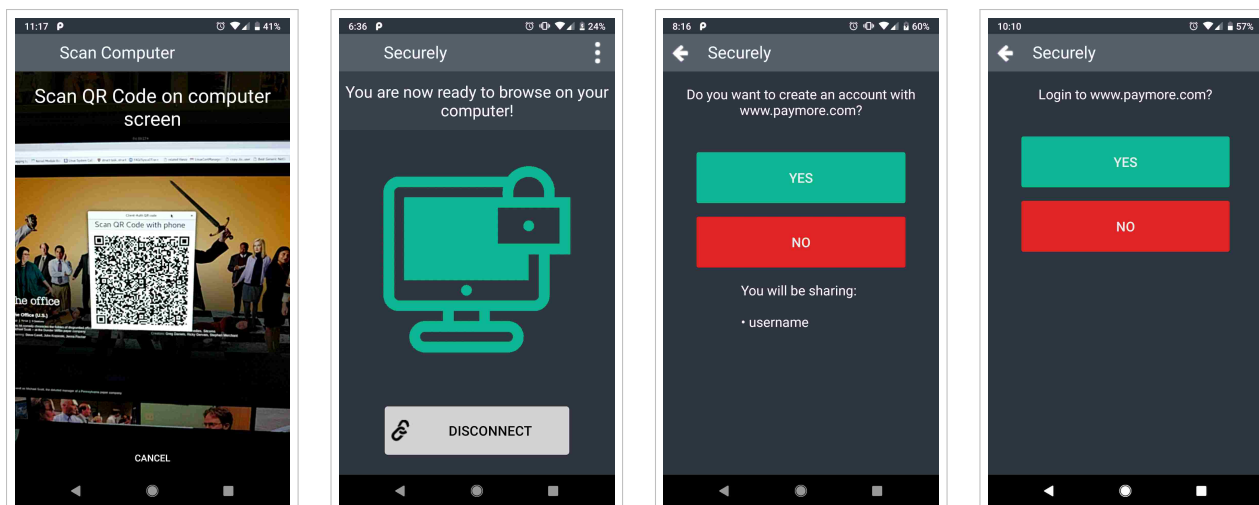 11:17 P 41%
Scan Computer
Scan QR Code on computer
screen
Scan QR Code with phone
he office
CANCEL
6:36 P 24%
Securely
You are now ready to browse on your
computer!
DISCONNECT
8:16 P 60%
Securely
Do you want to create an account with
www.paymore.com?
YES
NO
You will be sharing:
• username
10:10 57%
Securely
Login to www.paymore.com?
YES
NO